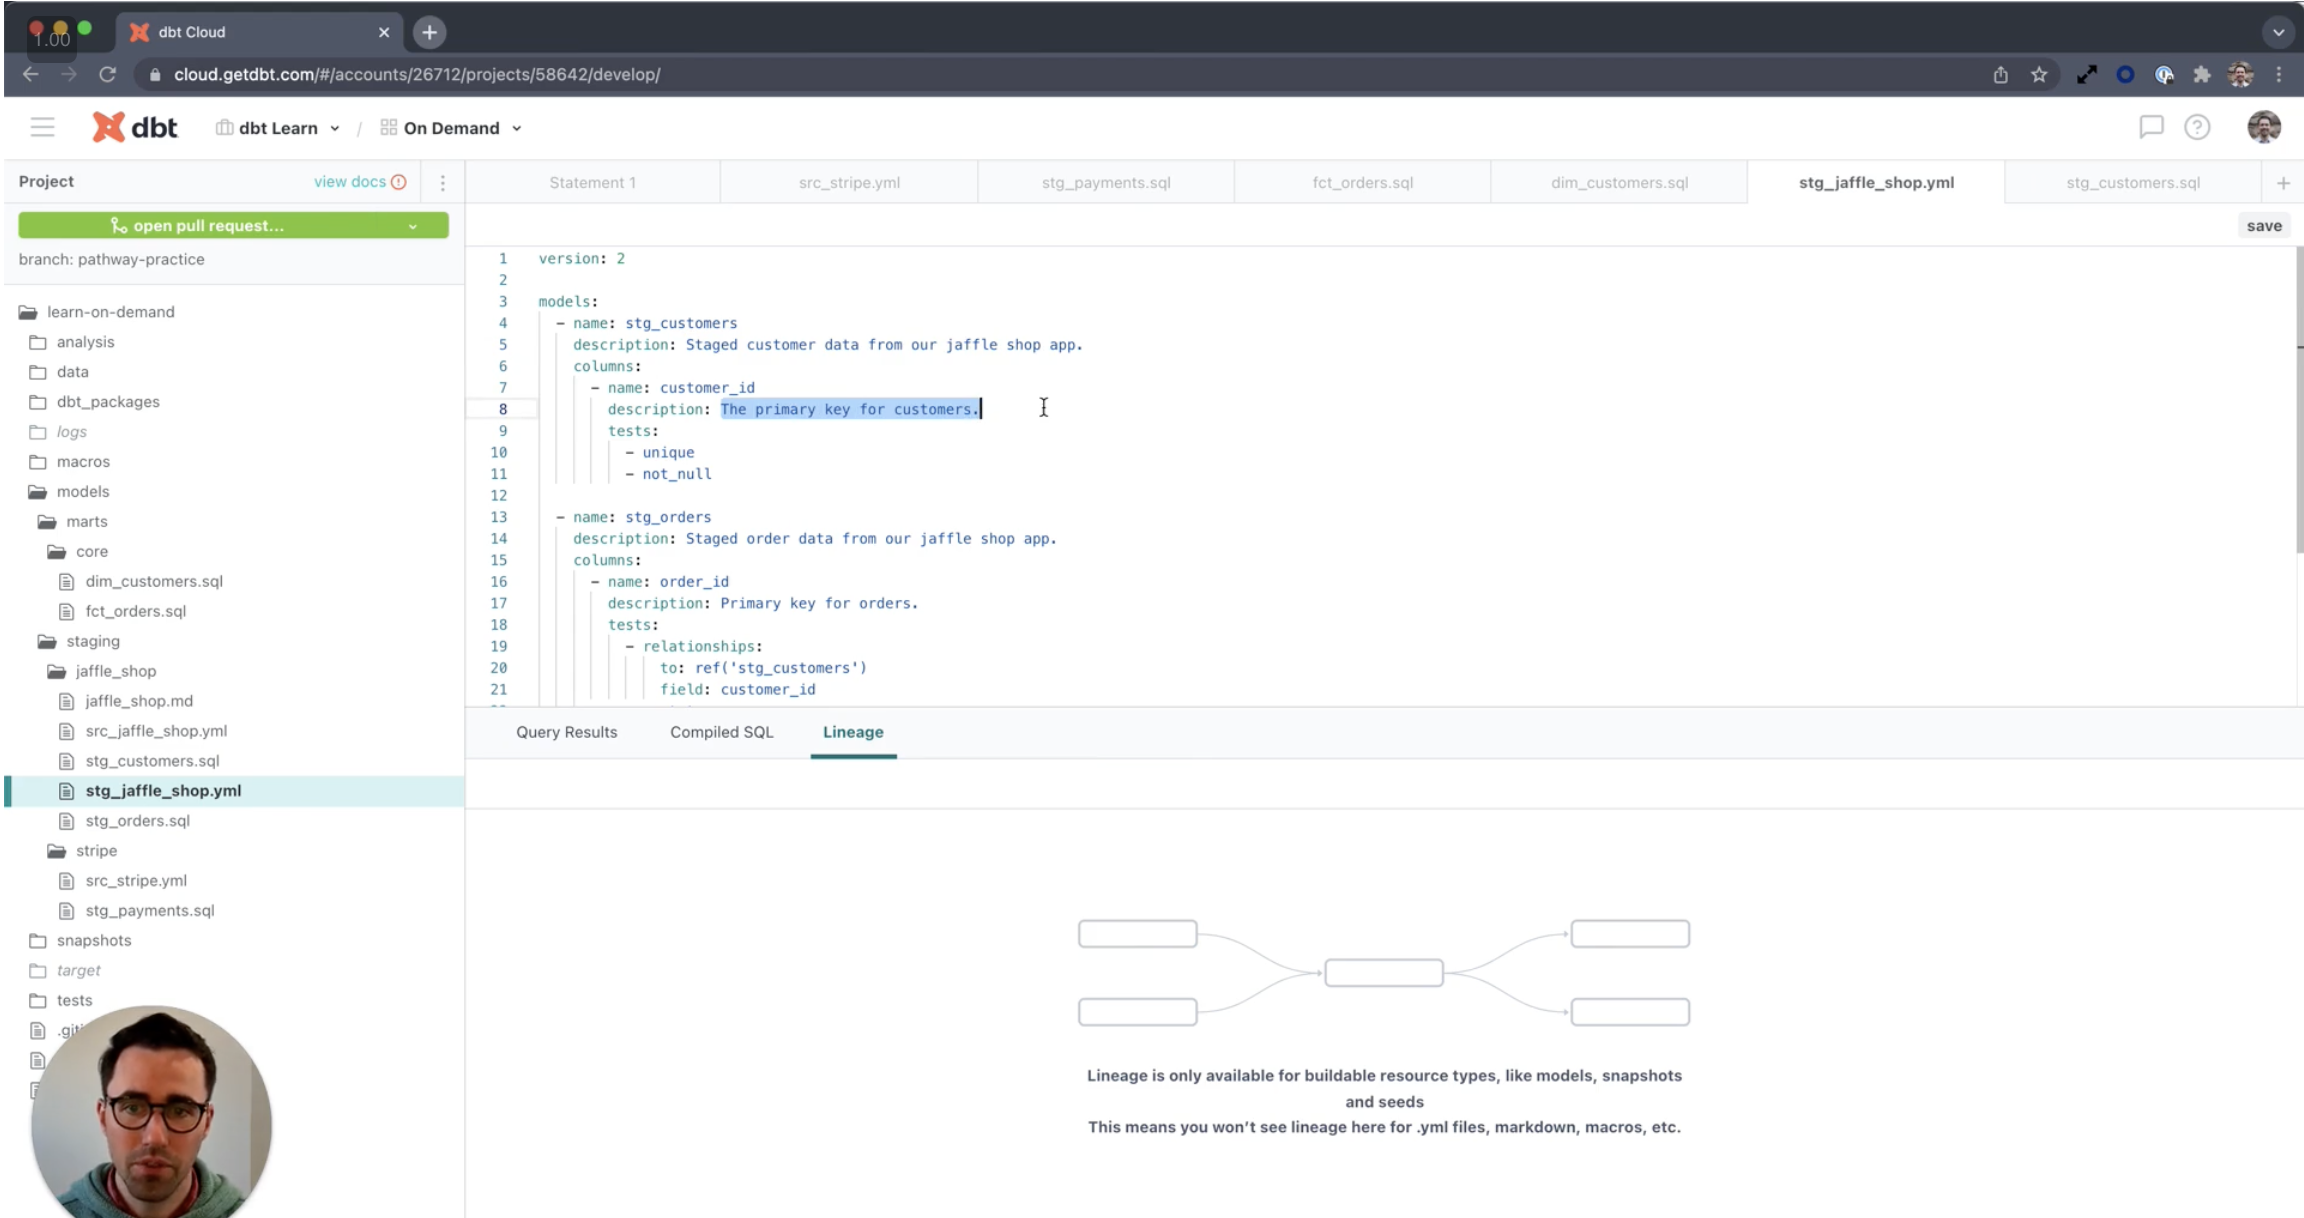 1.00
dbt Cloud
cloud.getdbt.com/#/accounts/26712/projects/58642/develop/
dbt
dbt Learn / On Demand
Project
view docs
open pull request...
branch: pathway-practice
learn-on-demand
analysis
data
dbt_packages
logs
macros
models
marts
core
dim_customers.sql
fct_orders.sql
staging
jaffle_shop
jaffle_shop.md
src_jaffle_shop.yml
stg_customers.sql
stg_jaffle_shop.yml
stg_orders.sql
stripe
src_stripe.yml
stg_payments.sql
snapshots
target
tests
Statement 1
src_stripe.yml
stg_payments.sql
fct_orders.sql
dim_customers.sql
stg_jaffle_shop.yml
stg_customers.sql
save
1 version: 2
2
3 models:
4 - name: stg_customers
5 description: Staged customer data from our jaffle shop app.
6 columns:
7 - name: customer_id
8 description: The primary key for customers.
9 tests:
10 - unique
11 - not_null
12
13 - name: stg_orders
14 description: Staged order data from our jaffle shop app.
15 columns:
16 - name: order_id
17 description: Primary key for orders.
18 tests:
19 - relationships:
20 to: ref('stg_customers')
21 field: customer_id
Query Results
Compiled SQL
Lineage
Lineage is only available for buildable resource types, like models, snapshots
and seeds
This means you won't see lineage here for .yml files, markdown, macros, etc.